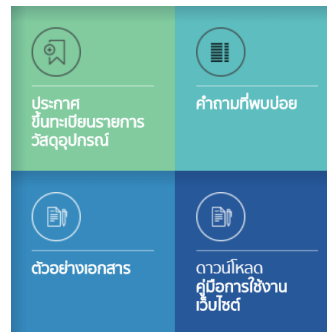 ประกาศ
ขึ้นทะเบียนรายการ
วัสดุอุปกรณ์
คำถามที่พบบ่อย
ตัวอย่างเอกสาร
ดาวน์โหลด
คู่มือการใช้งาน
เว็บไซต์